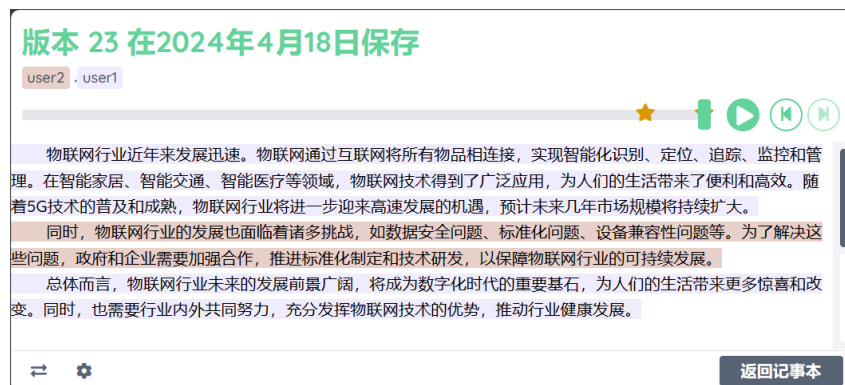 版本 23 在2024年4月18日保存
user2 , user1
物联网行业近年来发展迅速。物联网通过互联网将所有物品相连接，实现智能化识别、定位、追踪、监控和管
理。在智能家居、智能交通、智能医疗等领域，物联网技术得到了广泛应用，为人们的生活带来了便利和高效。随
着5G技术的普及和成熟，物联网行业将进一步迎来高速发展的机遇，预计未来几年市场规模将持续扩大。
同时，物联网行业的发展也面临着诸多挑战，如数据安全问题、标准化问题、设备兼容性问题等。为了解决这
些问题，政府和企业需要加强合作，推进标准化制定和技术研发，以保障物联网行业的可持续发展。
总体而言，物联网行业未来的发展前景广阔，将成为数字化时代的重要基石，为人们的生活带来更多惊喜和改
变。同时，也需要行业内外共同努力，充分发挥物联网技术的优势，推动行业健康发展。
返回记事本